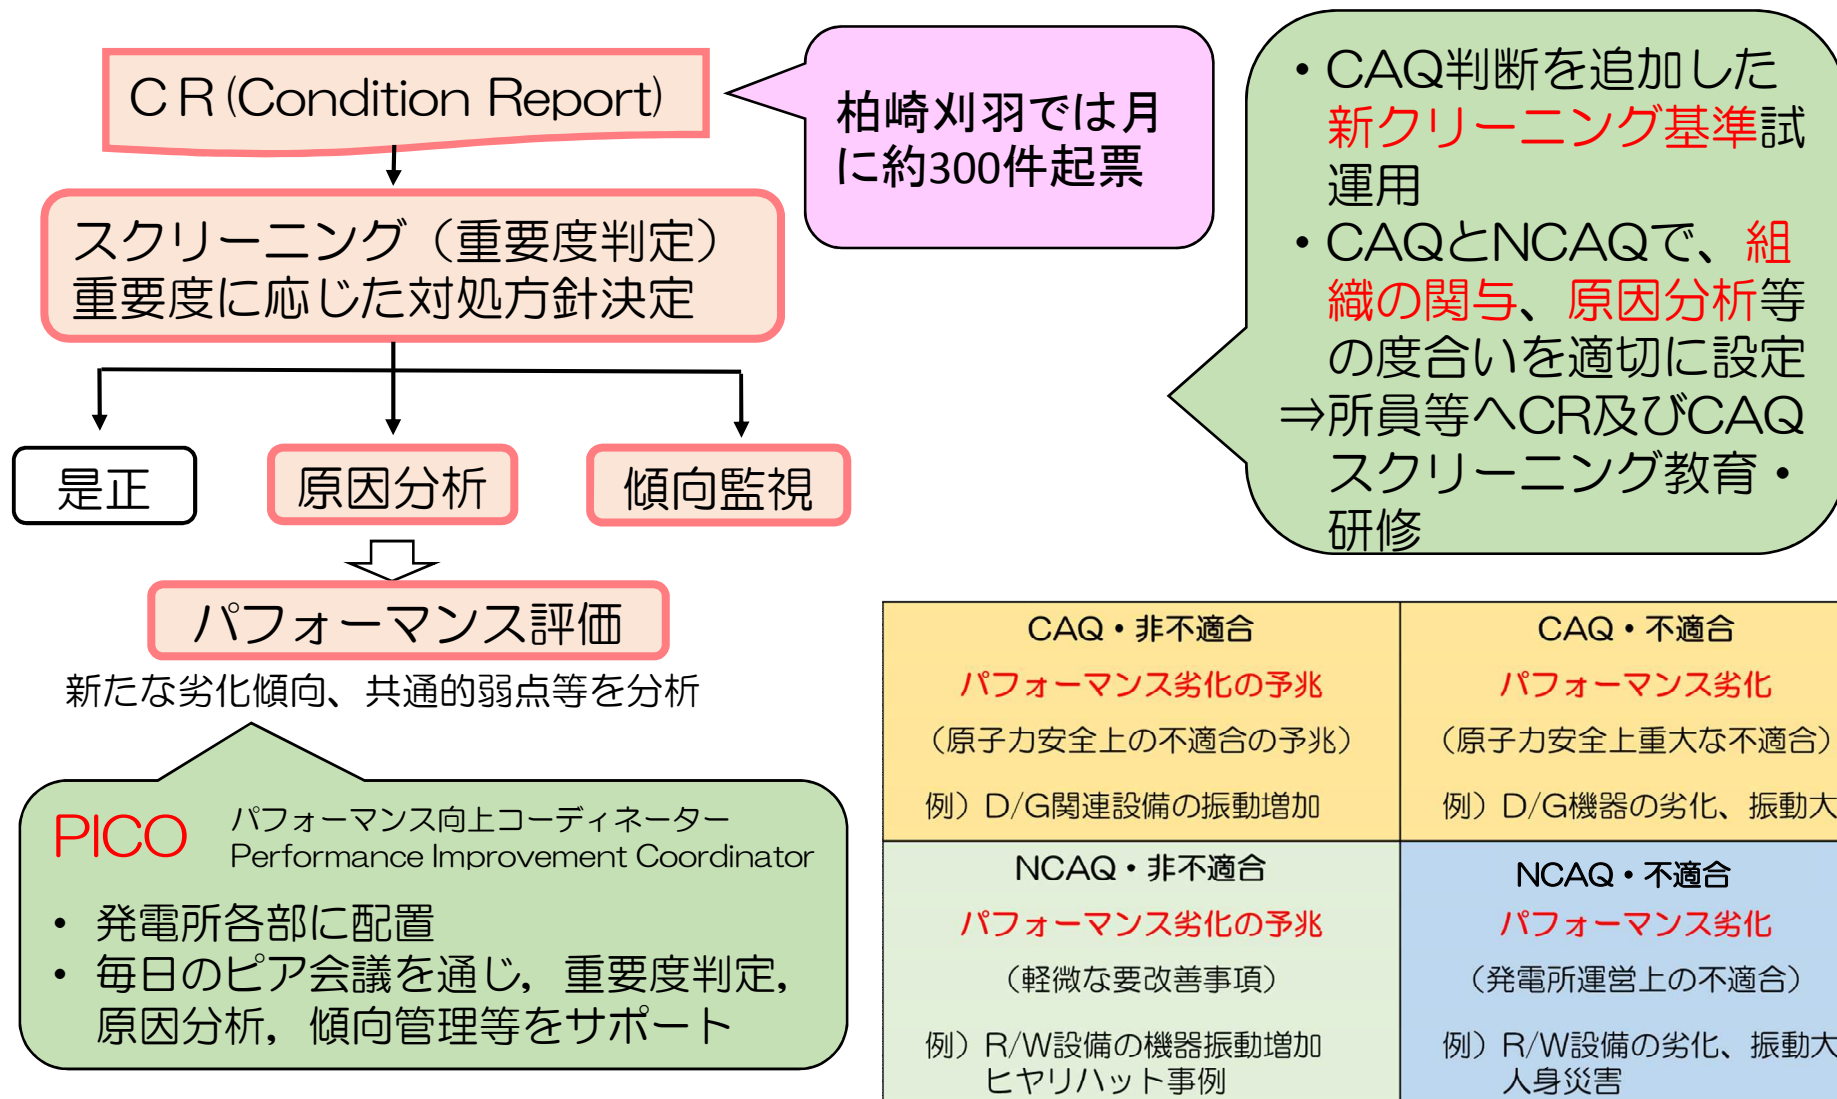 CR(Condition Report)
柏崎刈羽では月
に約300件起票
スクリーニング（重要度判定）
重要度に応じた対処方針決定
是正
原因分析
傾向監視
パフォーマンス評価
新たな劣化傾向、共通的弱点等を分析
PICO
パフォーマンス向上コーディネーター
Performance Improvement Coordinator
• 発電所各部に配置
• 毎日のピア会議を通じ，重要度判定，
原因分析，傾向管理等をサポート
• CAQ判断を追加した
新クリーニング基準試
運用
• CAQとNCAQで、組
織の関与、原因分析等
の度合いを適切に設定
⇒所員等へCR及びCAQ
スクリーニング教育・
研修
CAQ・非不適合
パフォーマンス劣化の予兆
（原子力安全上の不適合の予兆）
例）D/G関連設備の振動増加
CAQ・不適合
パフォーマンス劣化
（原子力安全上重大な不適合）
例）D/G機器の劣化、振動大
NCAQ・非不適合
パフォーマンス劣化の予兆
（軽微な要改善事項）
例）R/W設備の機器振動増加
ヒヤリハット事例
NCAQ・不適合
パフォーマンス劣化
（発電所運営上の不適合）
例）R/W設備の劣化、振動大
人身災害